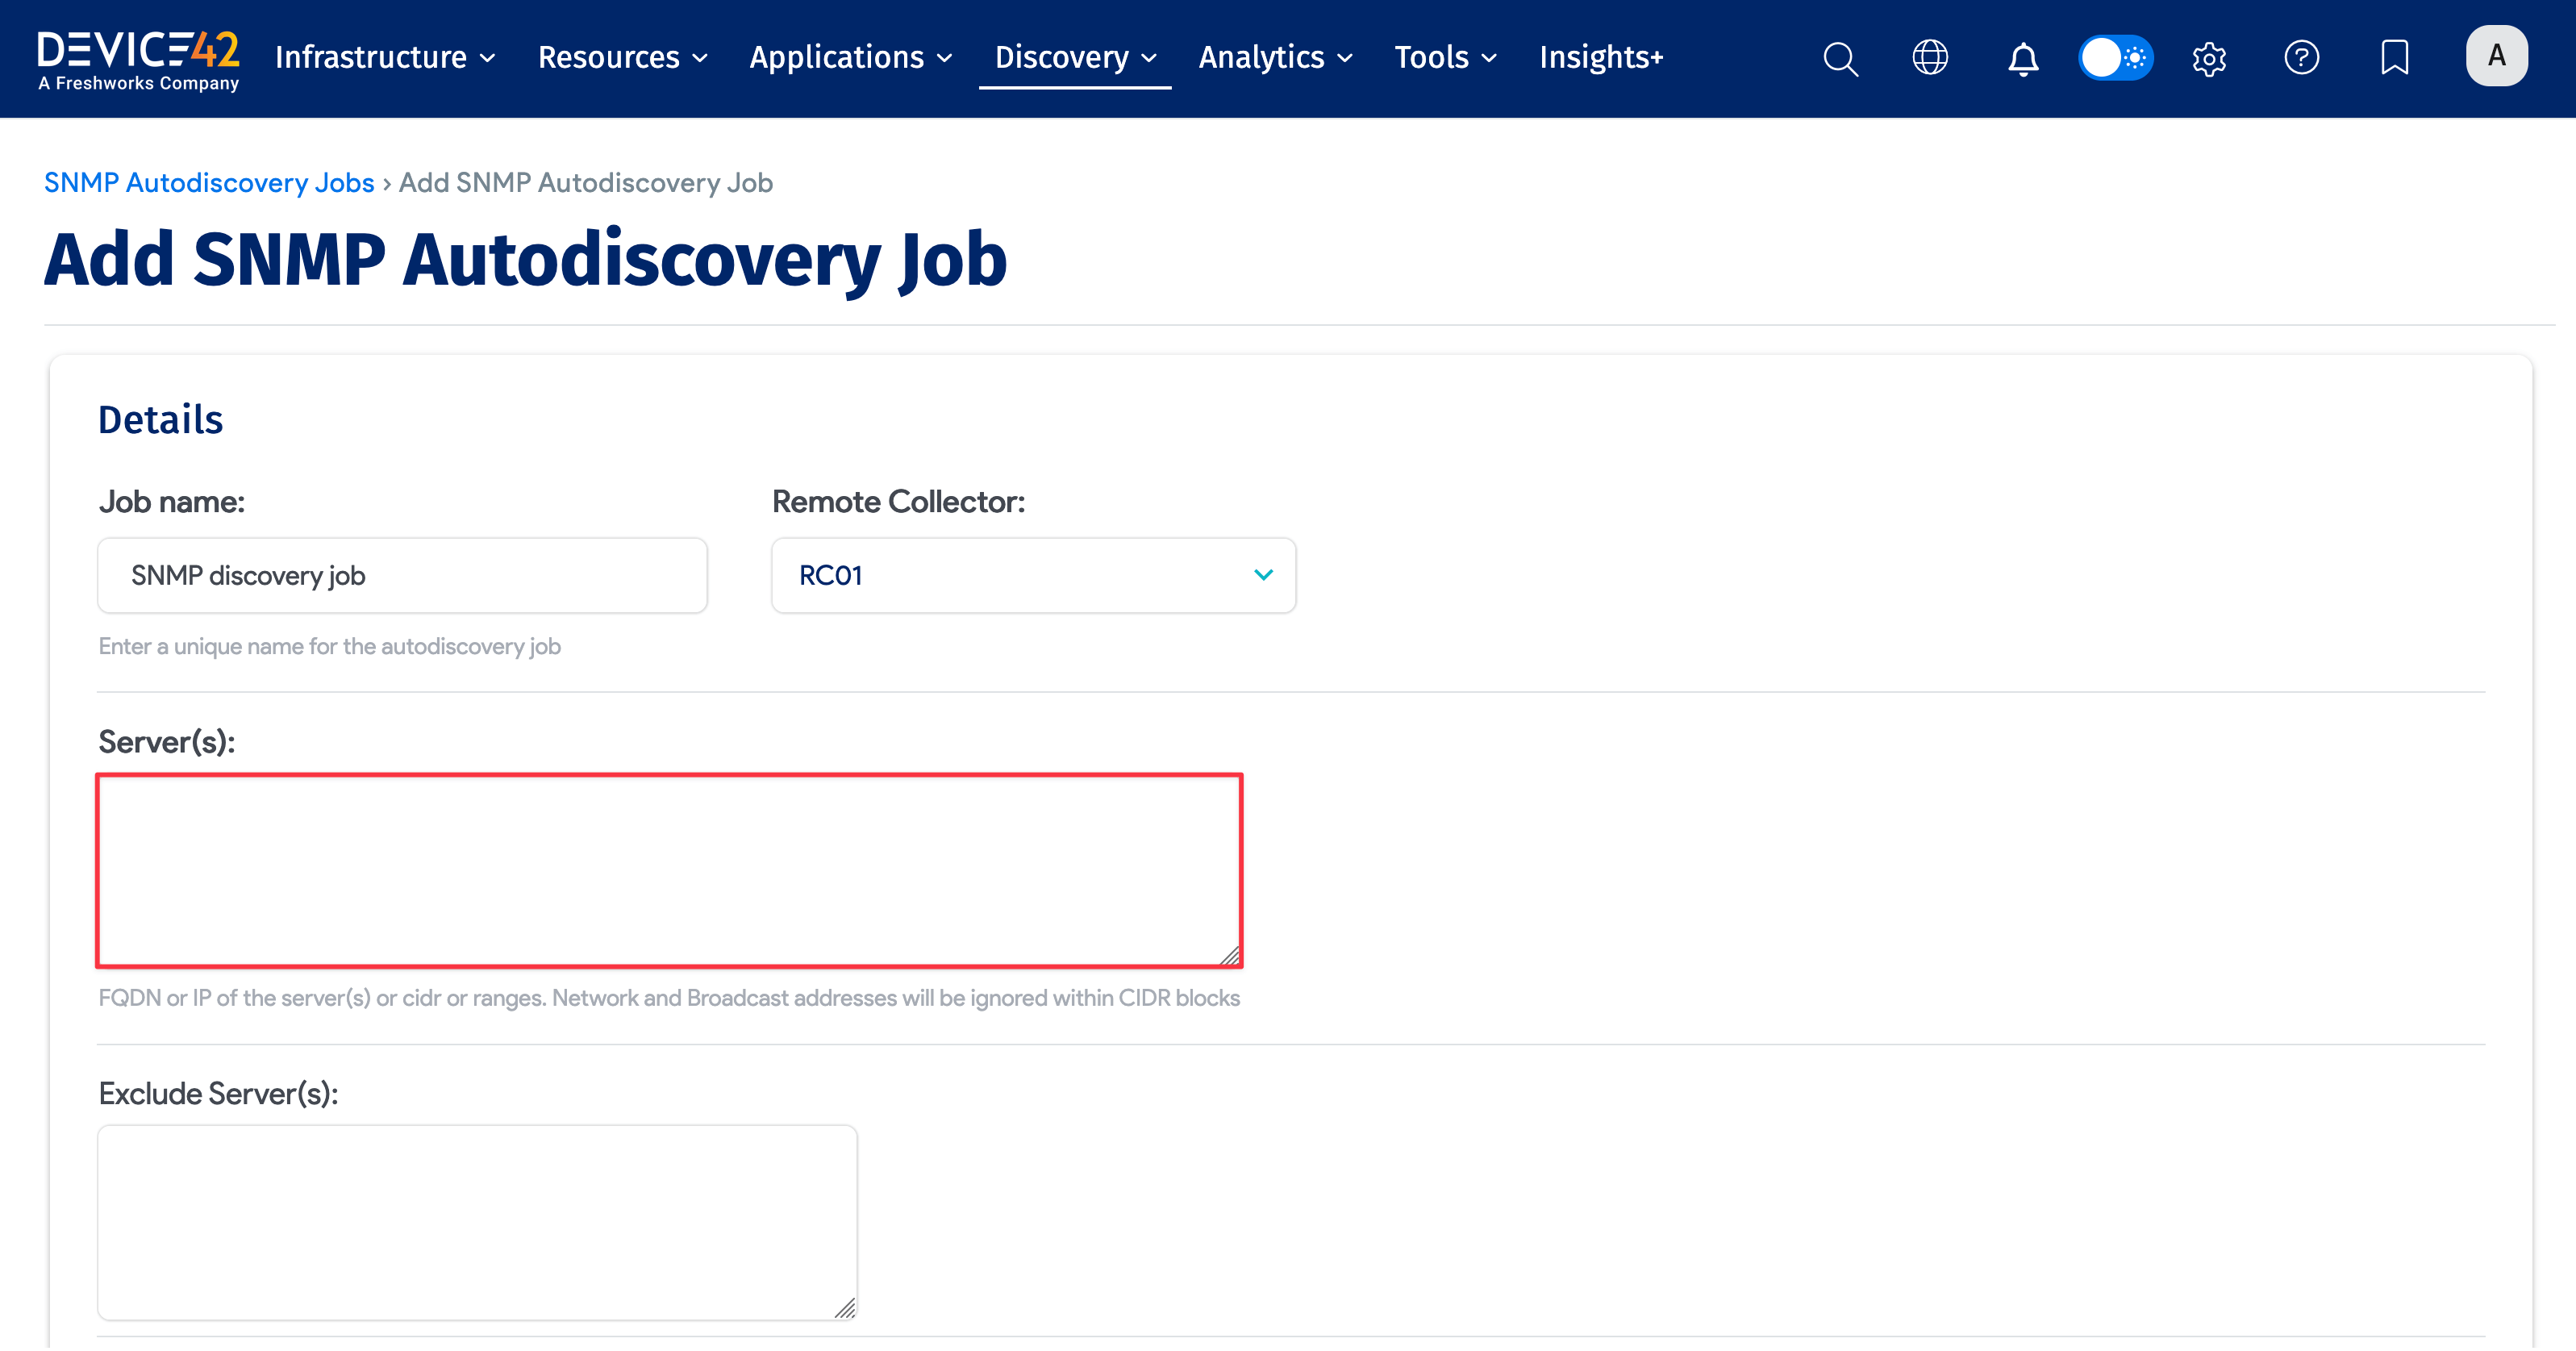 DEVICE42
A Freshworks Company
Infrastructure Resources Applications Discovery Analytics Tools Insights+
A
SNMP Autodiscovery Jobs › Add SNMP Autodiscovery Job
Add SNMP Autodiscovery Job
Details
Job name: Remote Collector:
SNMP discovery job RC01
Enter a unique name for the autodiscovery job
Server(s):
FQDN or IP of the server(s) or cidr or ranges. Network and Broadcast addresses will be ignored within CIDR blocks
Exclude Server(s):